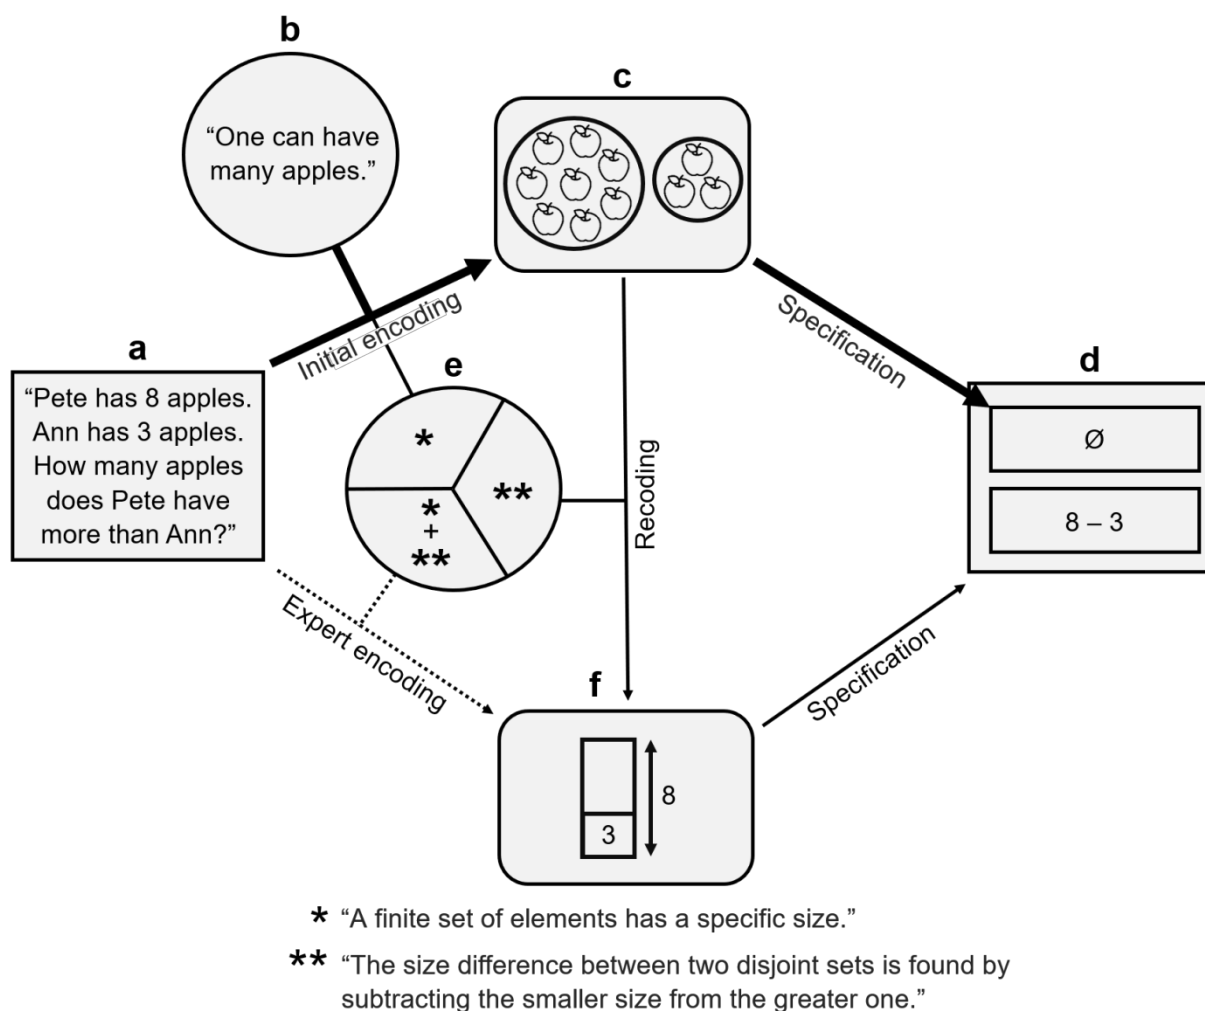 b
“One can have
many apples.”
c
a
“Pete has 8 apples.
Ann has 3 apples.
How many apples
does Pete have
more than Ann?”
Initial encoding
Specification
e
*
**
*
+
**
Recoding
d
Ø
8 – 3
Expert encoding
Specification
f
8
3
* “A finite set of elements has a specific size.”
** “The size difference between two disjoint sets is found by
subtracting the smaller size from the greater one.”